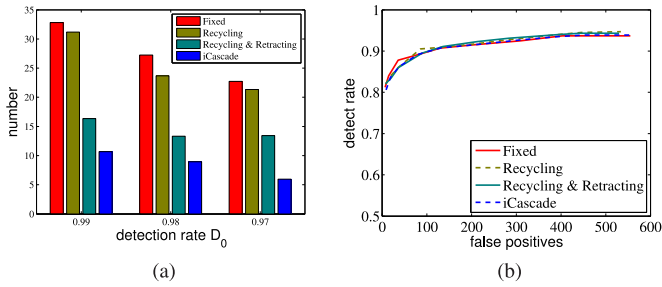 35
30
25
20
15
10
5
0
number
0.99
0.98
0.97
detection rate D0
Fixed
Recycling
Recycling & Retracting
iCascade
(a)
1
0.9
0.8
0.7
0.6
0.5
detect rate
0
100
200
300
400
500
600
false positives
Fixed
Recycling
Recycling & Retracting
iCascade
(b)